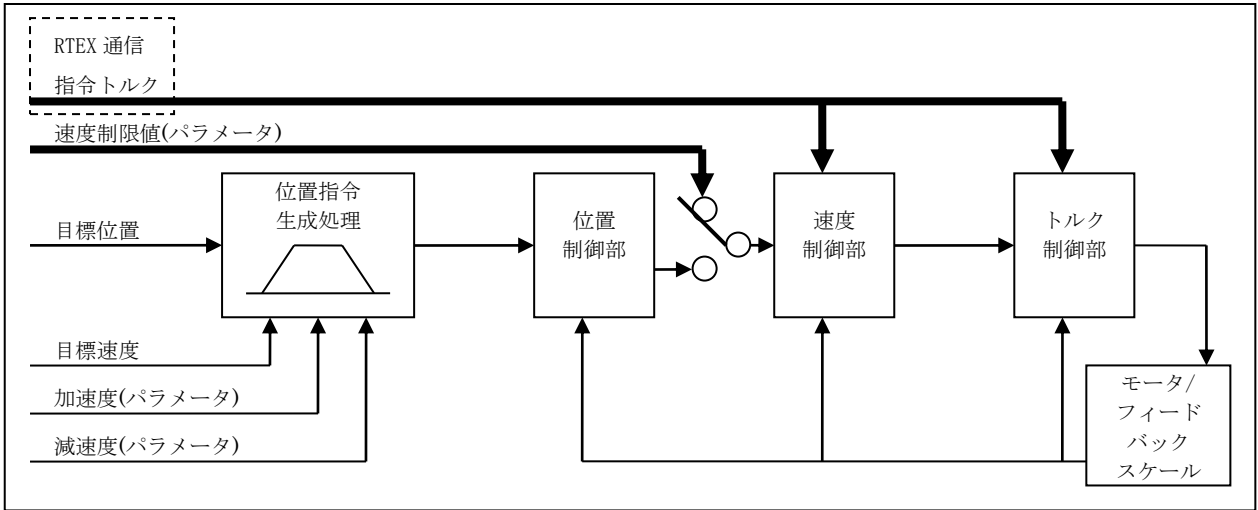 RTEX 通信
指令トルク
速度制限値(パラメータ)
位置指令
生成処理
目標位置
位置
制御部
速度
制御部
トルク
制御部
目標速度
加速度(パラメータ)
減速度(パラメータ)
モータ/
フィード
バック
スケール